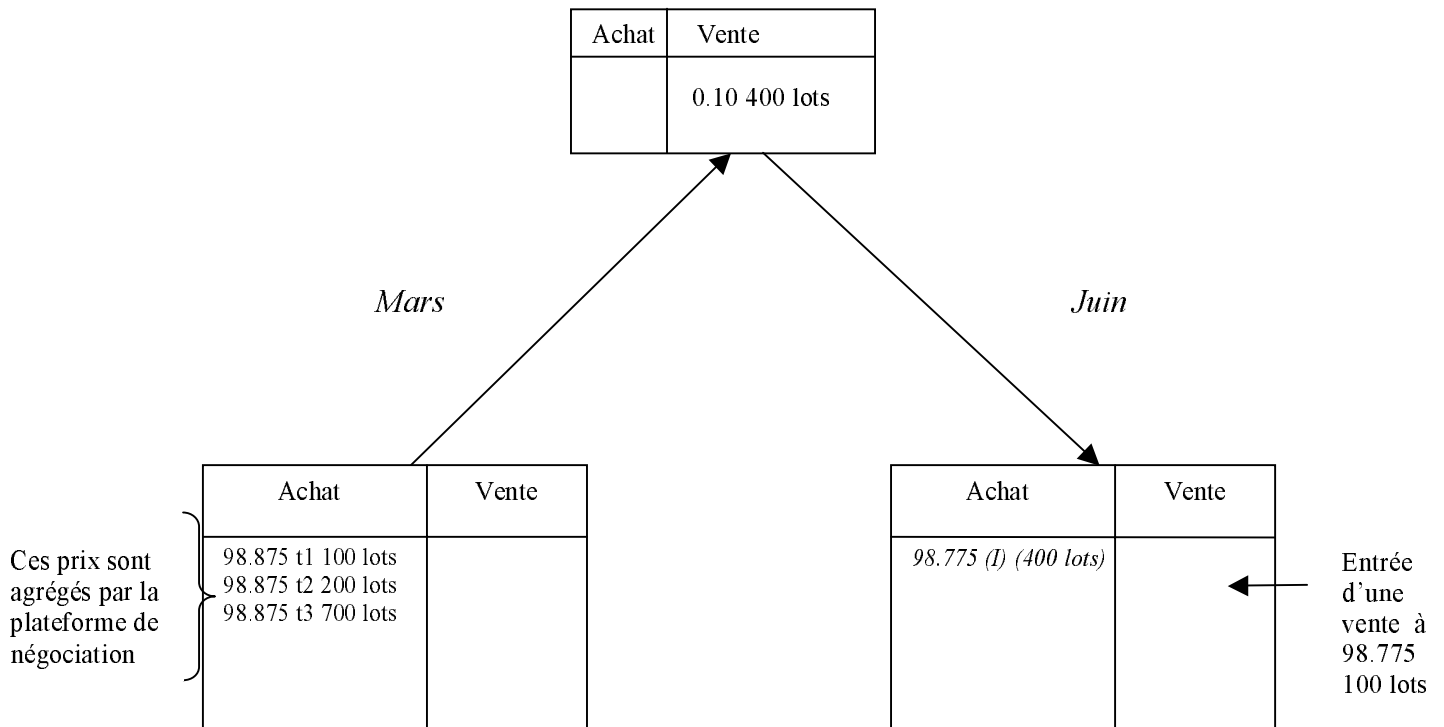 Achat Vente
0.10 400 lots
Mars
Juin
Achat Vente
98.875 t1 100 lots
98.875 t2 200 lots
98.875 t3 700 lots
Ces prix sont
agrégés par la
plateforme de
négociation
Achat Vente
98.775 (I) (400 lots)
Entrée
d’une
vente à
98.775
100 lots